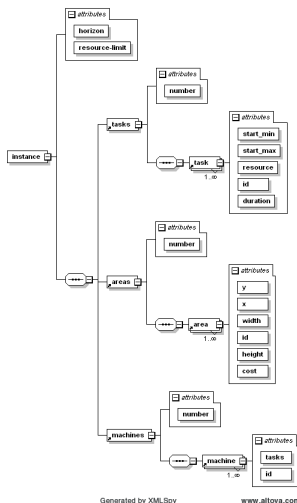 attributes
horizon
resource-limit
attributes
number
tasks
attributes
start_min
start_max
resource
id
duration
task
1..∞
instance
attributes
number
areas
attributes
y
x
width
id
height
cost
area
1..∞
attributes
number
machines
attributes
tasks
id
machine
1..∞
Generated by XMLSpy
www.altova.com